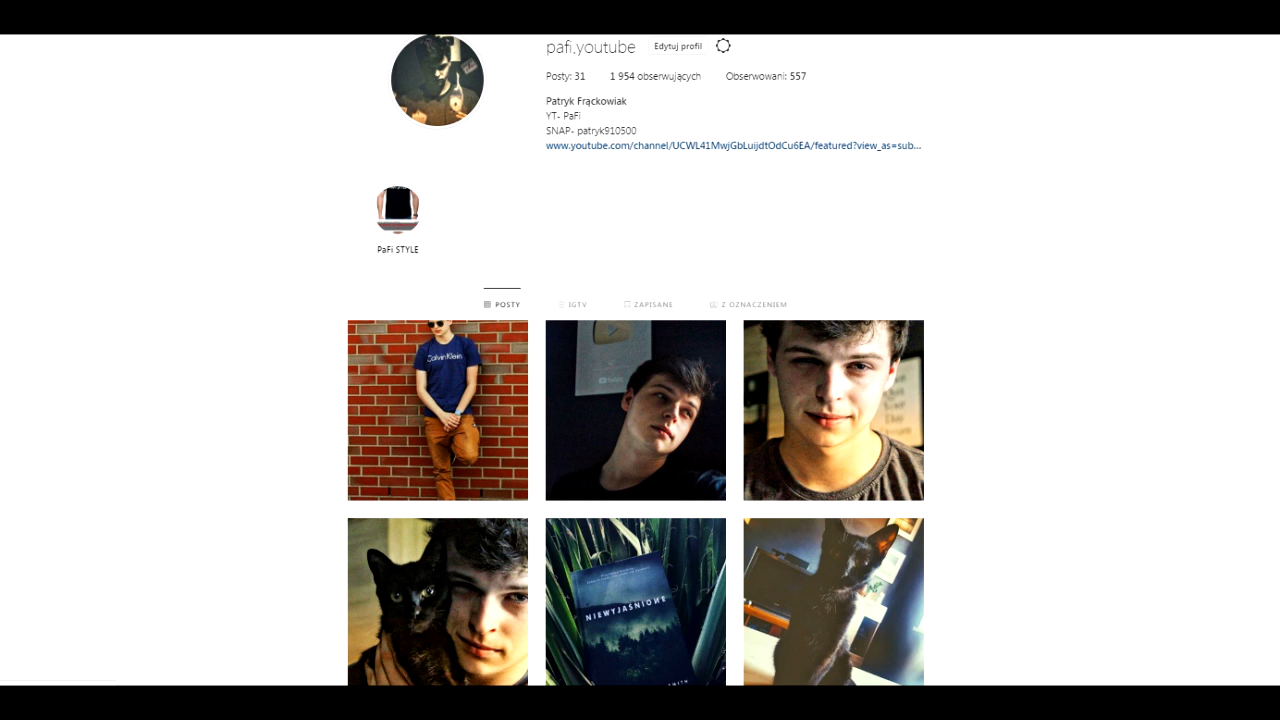 pafi.youtube Edytuj profil
Posty: 31 1 954 obserwujących Obserwowani: 557
Patryk Frąckowiak
YT- PaFi
SNAP- patryk910500
www.youtube.com/channel/UCWL41MwjGbLuijdtOdCu6EA/featured?view_as=sub...
PaFi STYLE
POSTY IGTV ZAPISANE Z OZNACZENIEM
Calvin Klein
YouTube
NIEWYJAŚNIONE